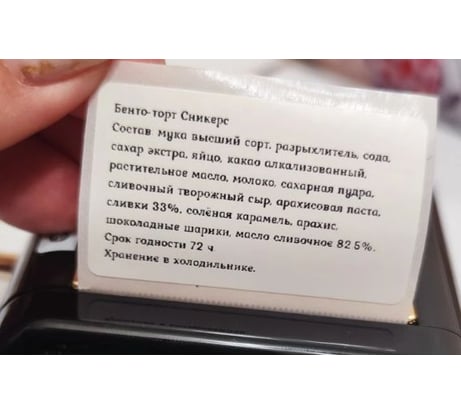 Бенто-торт Сникерс
Состав мука высший сорт, разрыхлитель, сода,
сахар экстра, яйцо, какао алкализованный,
растительное масло, молоко, сахарная пудра,
сливочный творожный сыр, арахисовая паста,
сливки 33%, солёная карамель, арахис,
шоколадные шарики, масло сливочное 82 5%.
Срок годности 72 ч
Хранение в холодильнике.